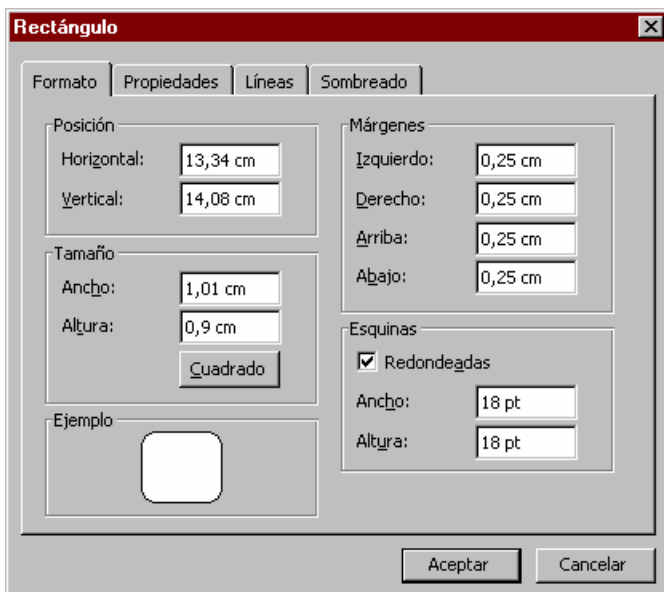 Rectángulo
Formato Propiedades Líneas Sombreado
Posición
Horizontal: 13,34 cm
Vertical: 14,08 cm
Tamaño
Ancho: 1,01 cm
Altura: 0,9 cm
Cuadrado
Ejemplo
Márgenes
Izquierdo: 0,25 cm
Derecho: 0,25 cm
Arriba: 0,25 cm
Abajo: 0,25 cm
Esquinas
Redondeadas
Ancho: 18 pt
Altura: 18 pt
Aceptar Cancelar